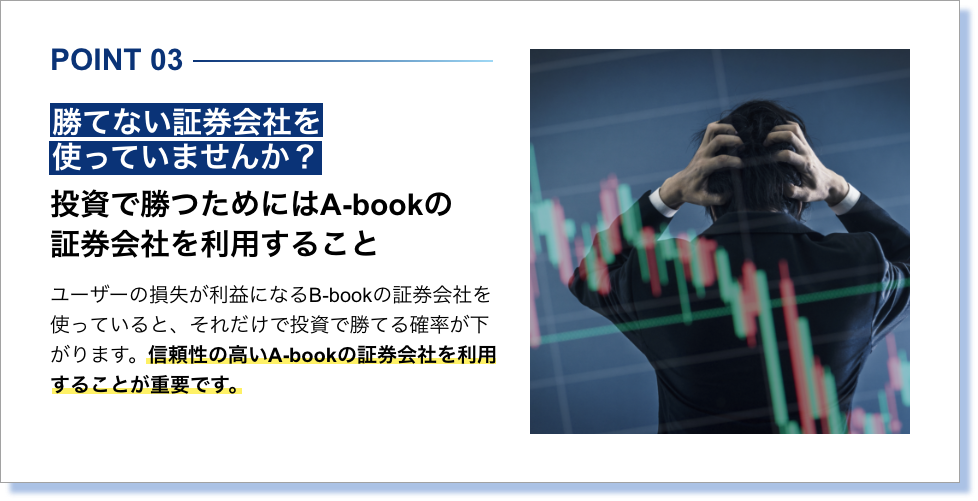 POINT 03
勝てない証券会社を
使っていませんか？
投資で勝つためにはA-bookの
証券会社を利用すること
ユーザーの損失が利益になるB-bookの証券会社を
使っていると、それだけで投資で勝てる確率が下
がります。信頼性の高いA-bookの証券会社を利用
することが重要です。